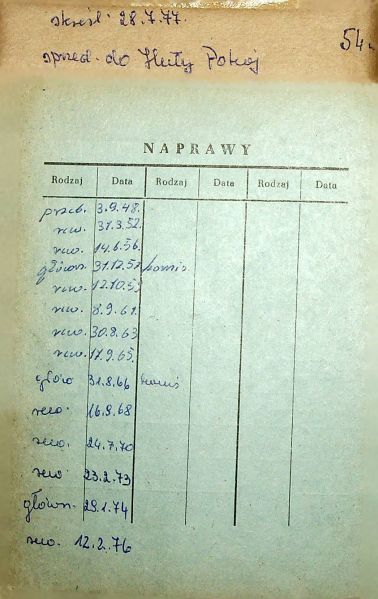 skreśl. 28.7.77.
sprzed. do Huty Pokój
54
NAPRAWY
Rodzaj Data Rodzaj Data Rodzaj Data
przeb. 3.9.48.
rew. 31.3.52.
rew. 14.6.56.
główn. 31.12.57
rew. 12.10.59
rew. 8.9.61.
rew. 30.8.63
rew. 17.9.65.
główn 31.8.66
rew. 16.9.68
rew. 24.7.70
rew 23.2.73
główn. 29.1.74
rew. 12.2.76